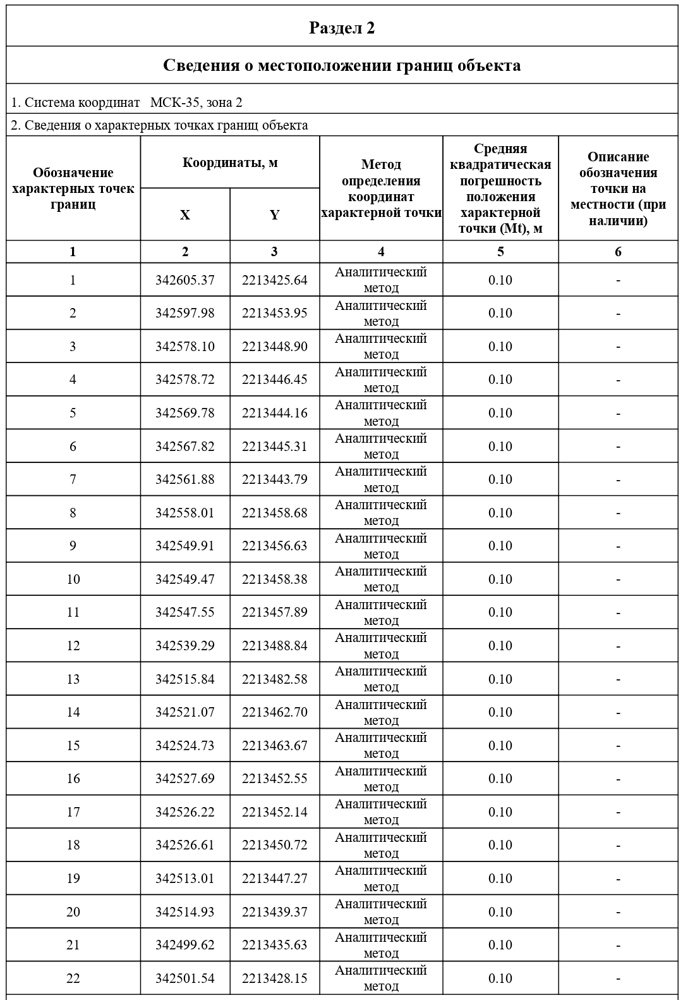 Раздел 2
Сведения о местоположении границ объекта
1. Система координат МСК-35, зона 2
2. Сведения о характерных точках границ объекта
Обозначение
характерных точек
границ
Координаты, м
X
Y
Метод
определения
координат
характерной точки
Средняя
квадратическая
погрешность
положения
характерной
точки (Mt), м
Описание
обозначения
точки на
местности (при
наличии)
1 2 3 4 5 6
1 342605.37 2213425.64 Аналитический
метод 0.10 -
2 342597.98 2213453.95 Аналитический
метод 0.10 -
3 342578.10 2213448.90 Аналитический
метод 0.10 -
4 342578.72 2213446.45 Аналитический
метод 0.10 -
5 342569.78 2213444.16 Аналитический
метод 0.10 -
6 342567.82 2213445.31 Аналитический
метод 0.10 -
7 342561.88 2213443.79 Аналитический
метод 0.10 -
8 342558.01 2213458.68 Аналитический
метод 0.10 -
9 342549.91 2213456.63 Аналитический
метод 0.10 -
10 342549.47 2213458.38 Аналитический
метод 0.10 -
11 342547.55 2213457.89 Аналитический
метод 0.10 -
12 342539.29 2213488.84 Аналитический
метод 0.10 -
13 342515.84 2213482.58 Аналитический
метод 0.10 -
14 342521.07 2213462.70 Аналитический
метод 0.10 -
15 342524.73 2213463.67 Аналитический
метод 0.10 -
16 342527.69 2213452.55 Аналитический
метод 0.10 -
17 342526.22 2213452.14 Аналитический
метод 0.10 -
18 342526.61 2213450.72 Аналитический
метод 0.10 -
19 342513.01 2213447.27 Аналитический
метод 0.10 -
20 342514.93 2213439.37 Аналитический
метод 0.10 -
21 342499.62 2213435.63 Аналитический
метод 0.10 -
22 342501.54 2213428.15 Аналитический
метод 0.10 -